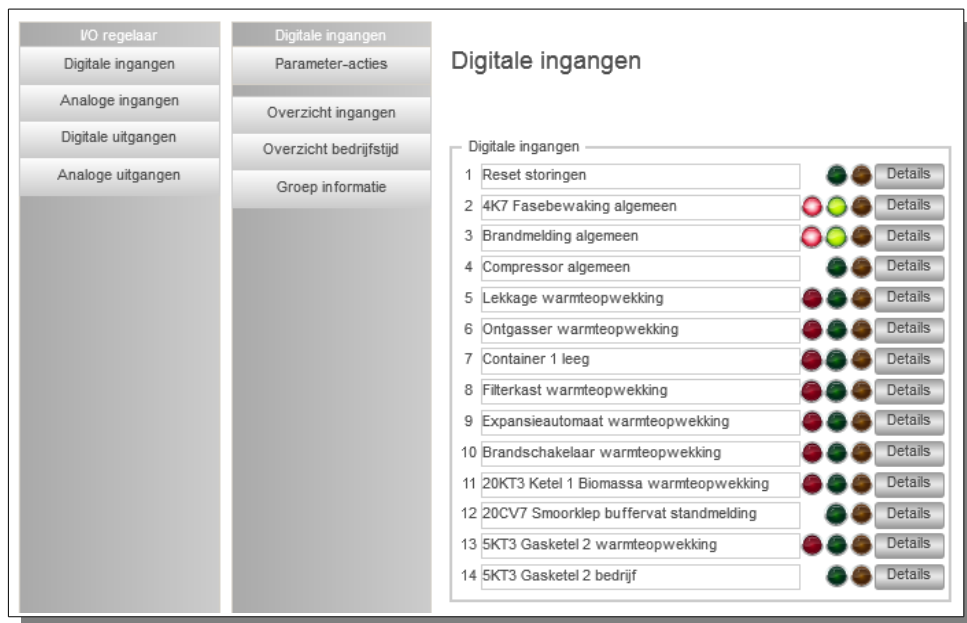 I/O regelaar
Digitale ingangen
Analoge ingangen
Digitale uitgangen
Analoge uitgangen
Digitale ingangen
Parameter-acties
Overzicht ingangen
Overzicht bedrijfstijd
Groep informatie
Digitale ingangen
Digitale ingangen
1 Reset storingen Details
2 4K7 Fasebewaking algemeen Details
3 Brandmelding algemeen Details
4 Compressor algemeen Details
5 Lekkage warmteopwekking Details
6 Ontgasser warmteopwekking Details
7 Container 1 leeg Details
8 Filterkast warmteopwekking Details
9 Expansieautomaat warmteopwekking Details
10 Brandschakelaar warmteopwekking Details
11 20KT3 Ketel 1 Biomassa warmteopwekking Details
12 20CV7 Smoorklep buffervat standmelding Details
13 5KT3 Gasketel 2 warmteopwekking Details
14 5KT3 Gasketel 2 bedrijf Details